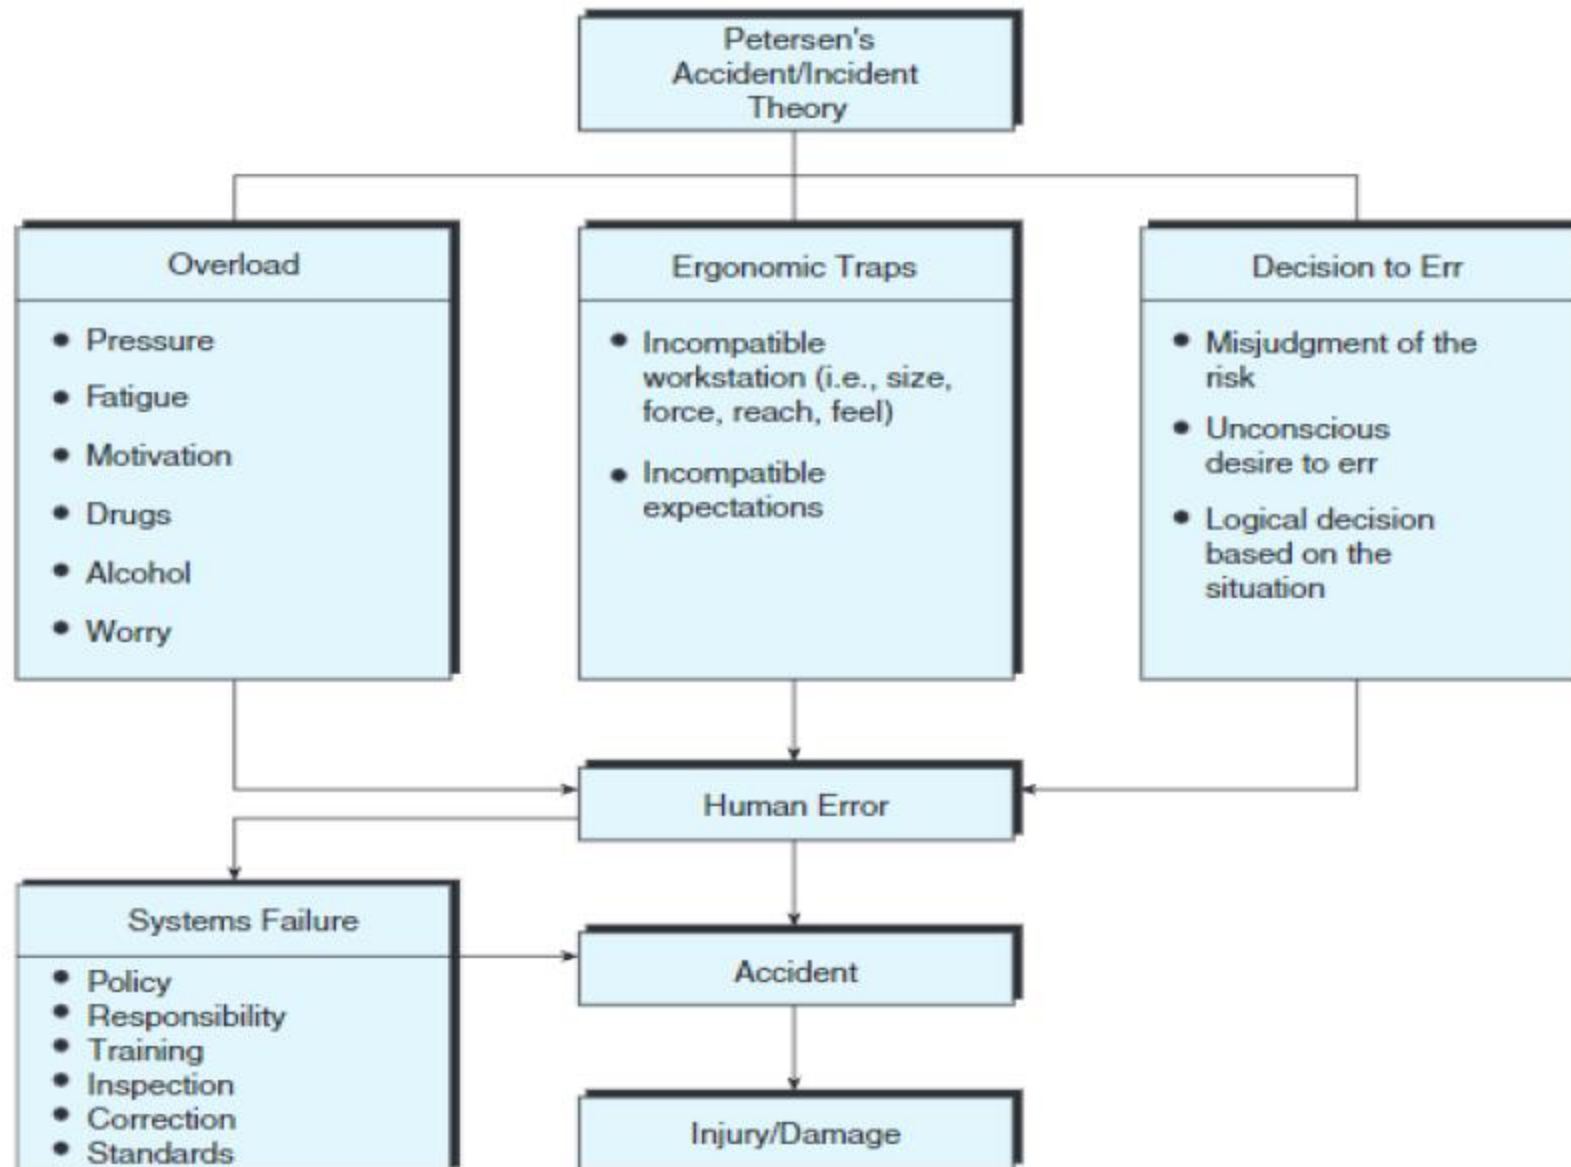 Petersen's
Accident/Incident
Theory
Overload
• Pressure
• Fatigue
• Motivation
• Drugs
• Alcohol
• Worry
Ergonomic Traps
• Incompatible
workstation (i.e., size,
force, reach, feel)
• Incompatible
expectations
Decision to Err
• Misjudgment of the
risk
• Unconscious
desire to err
• Logical decision
based on the
situation
Human Error
Systems Failure
• Policy
• Responsibility
• Training
• Inspection
• Correction
• Standards
Accident
Injury/Damage